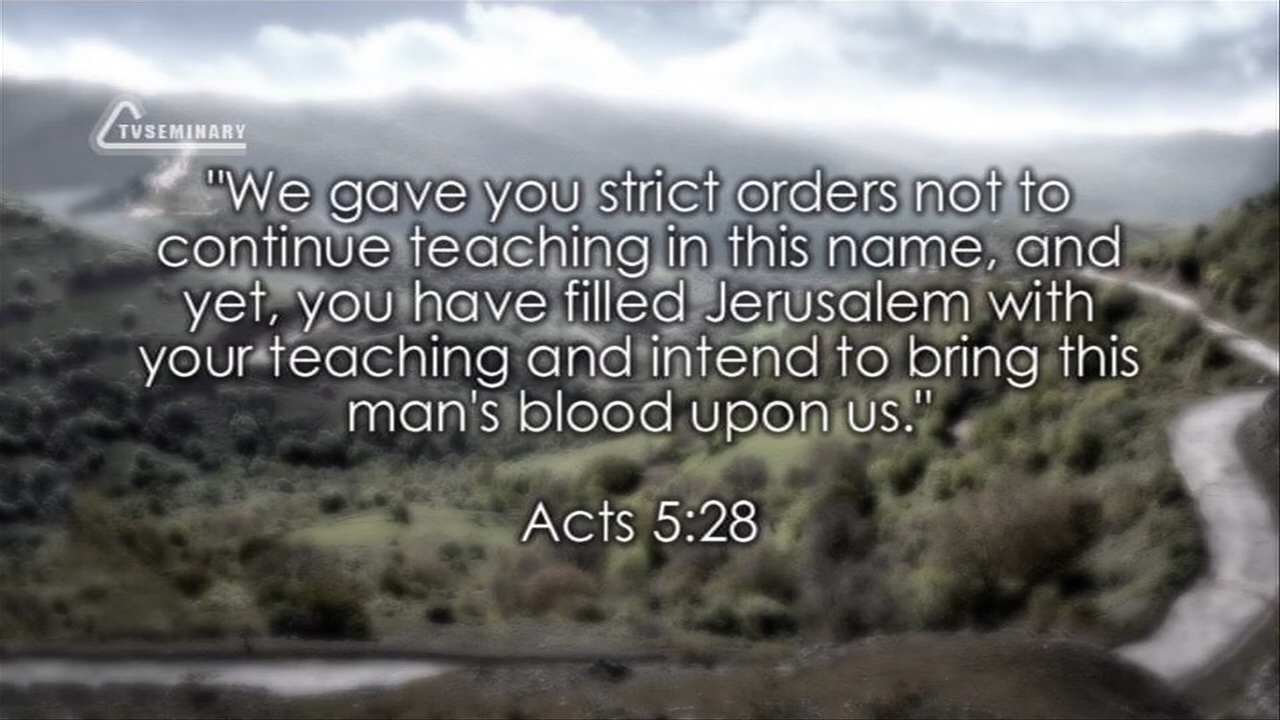 TVSEMINARY
"We gave you strict orders not to
continue teaching in this name, and
yet, you have filled Jerusalem with
your teaching and intend to bring this
man's blood upon us."
Acts 5:28